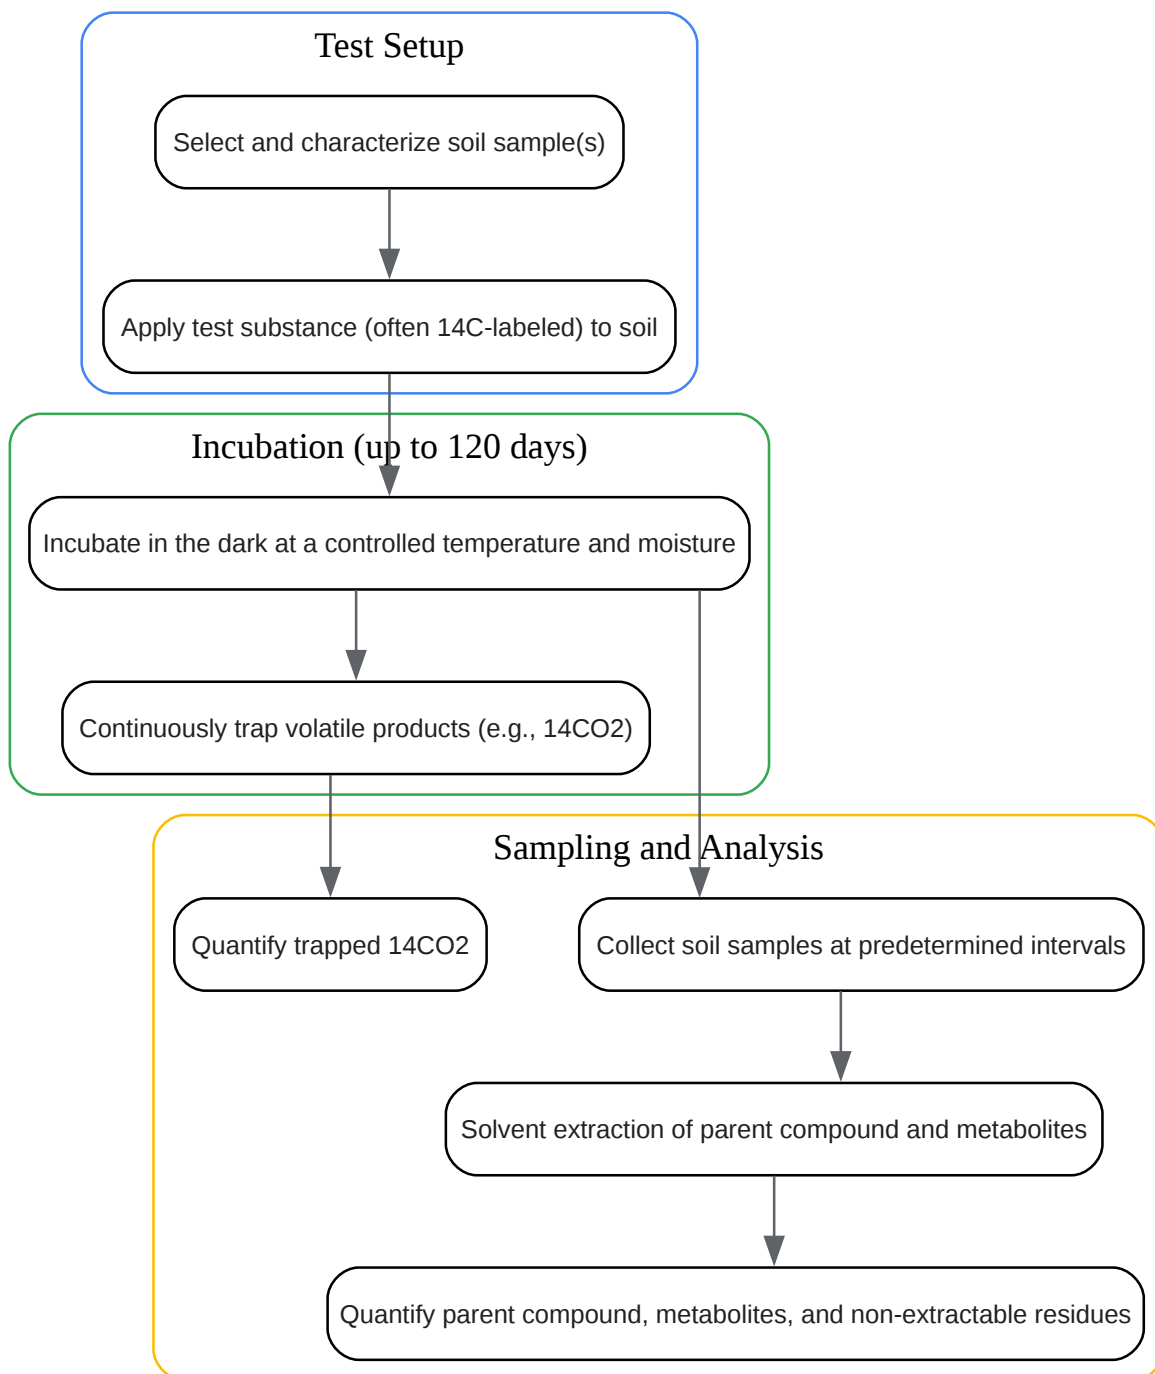 Test Setup
Select and characterize soil sample(s)
Apply test substance (often 14C-labeled) to soil
Incubation (up to 120 days)
Incubate in the dark at a controlled temperature and moisture
Continuously trap volatile products (e.g., 14CO2)
Sampling and Analysis
Quantify trapped 14CO2
Collect soil samples at predetermined intervals
Solvent extraction of parent compound and metabolites
Quantify parent compound, metabolites, and non-extractable residues